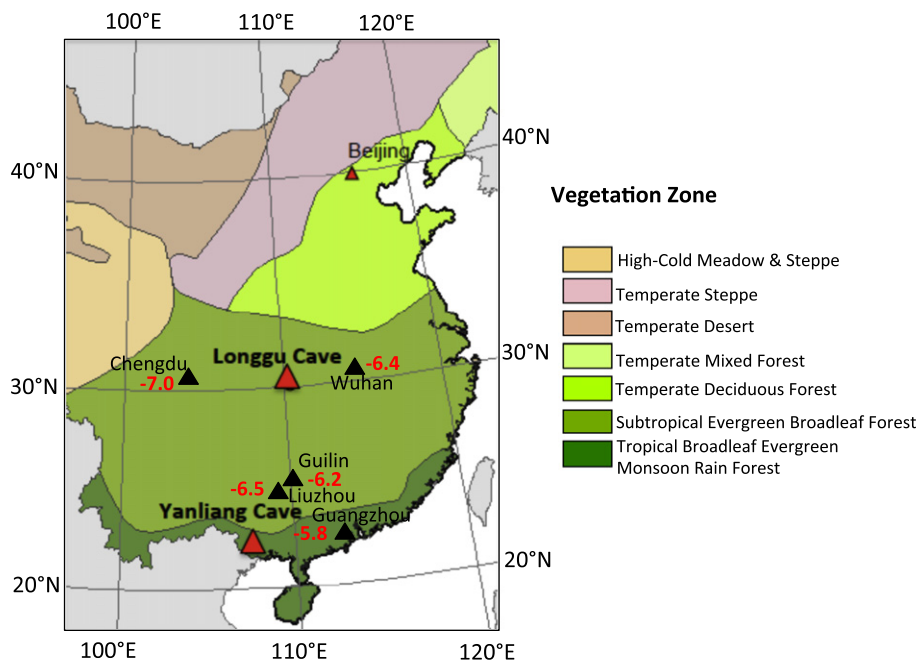 100°E
110°E
120°E
40°N
40°N
Beijing
Vegetation Zone
High-Cold Meadow & Steppe
Temperate Steppe
Temperate Desert
Temperate Mixed Forest
Temperate Deciduous Forest
Subtropical Evergreen Broadleaf Forest
Tropical Broadleaf Evergreen
Monsoon Rain Forest
30°N
30°N
Chengdu
-7.0
Longgu Cave
-6.4
Wuhan
Guilin
-6.2
-6.5
Liuzhou
Yanliang Cave
Guangzhou
-5.8
20°N
20°N
100°E
110°E
120°E